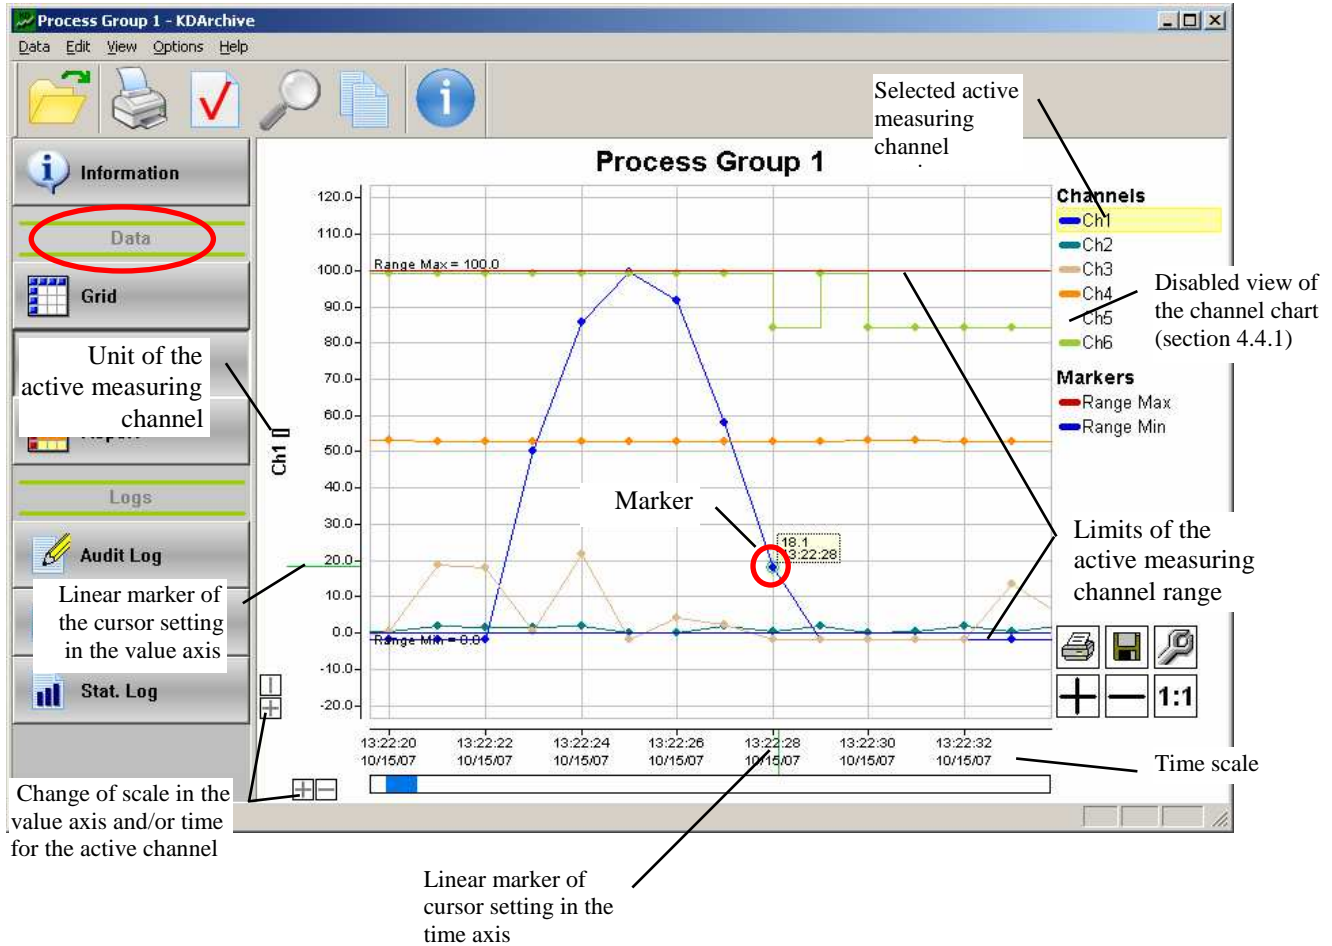 Process Group 1 - KDArchive
Data Edit View Options Help
Selected active
measuring
channel
Information
Data
Grid
Unit of the
active measuring
channel
Logs
Audit Log
Linear marker of
the cursor setting
in the value axis
Stat. Log
Change of scale in the
value axis and/or time
for the active channel
Process Group 1
Ch1 []
120.0
110.0
100.0
90.0
80.0
70.0
60.0
50.0
40.0
30.0
20.0
10.0
0.0
-10.0
-20.0
Range Max = 100.0
Marker
18.1
13:22:28
Range Min = 0.0
13:22:20 13:22:22 13:22:24 13:22:26 13:22:28 13:22:30 13:22:32
10/15/07 10/15/07 10/15/07 10/15/07 10/15/07 10/15/07 10/15/07
Channels
Ch1
Ch2
Ch3
Ch4
Ch5
Ch6
Markers
Range Max
Range Min
Disabled view of
the channel chart
(section 4.4.1)
Limits of the
active measuring
channel range
1:1
Time scale
Linear marker of
cursor setting in the
time axis